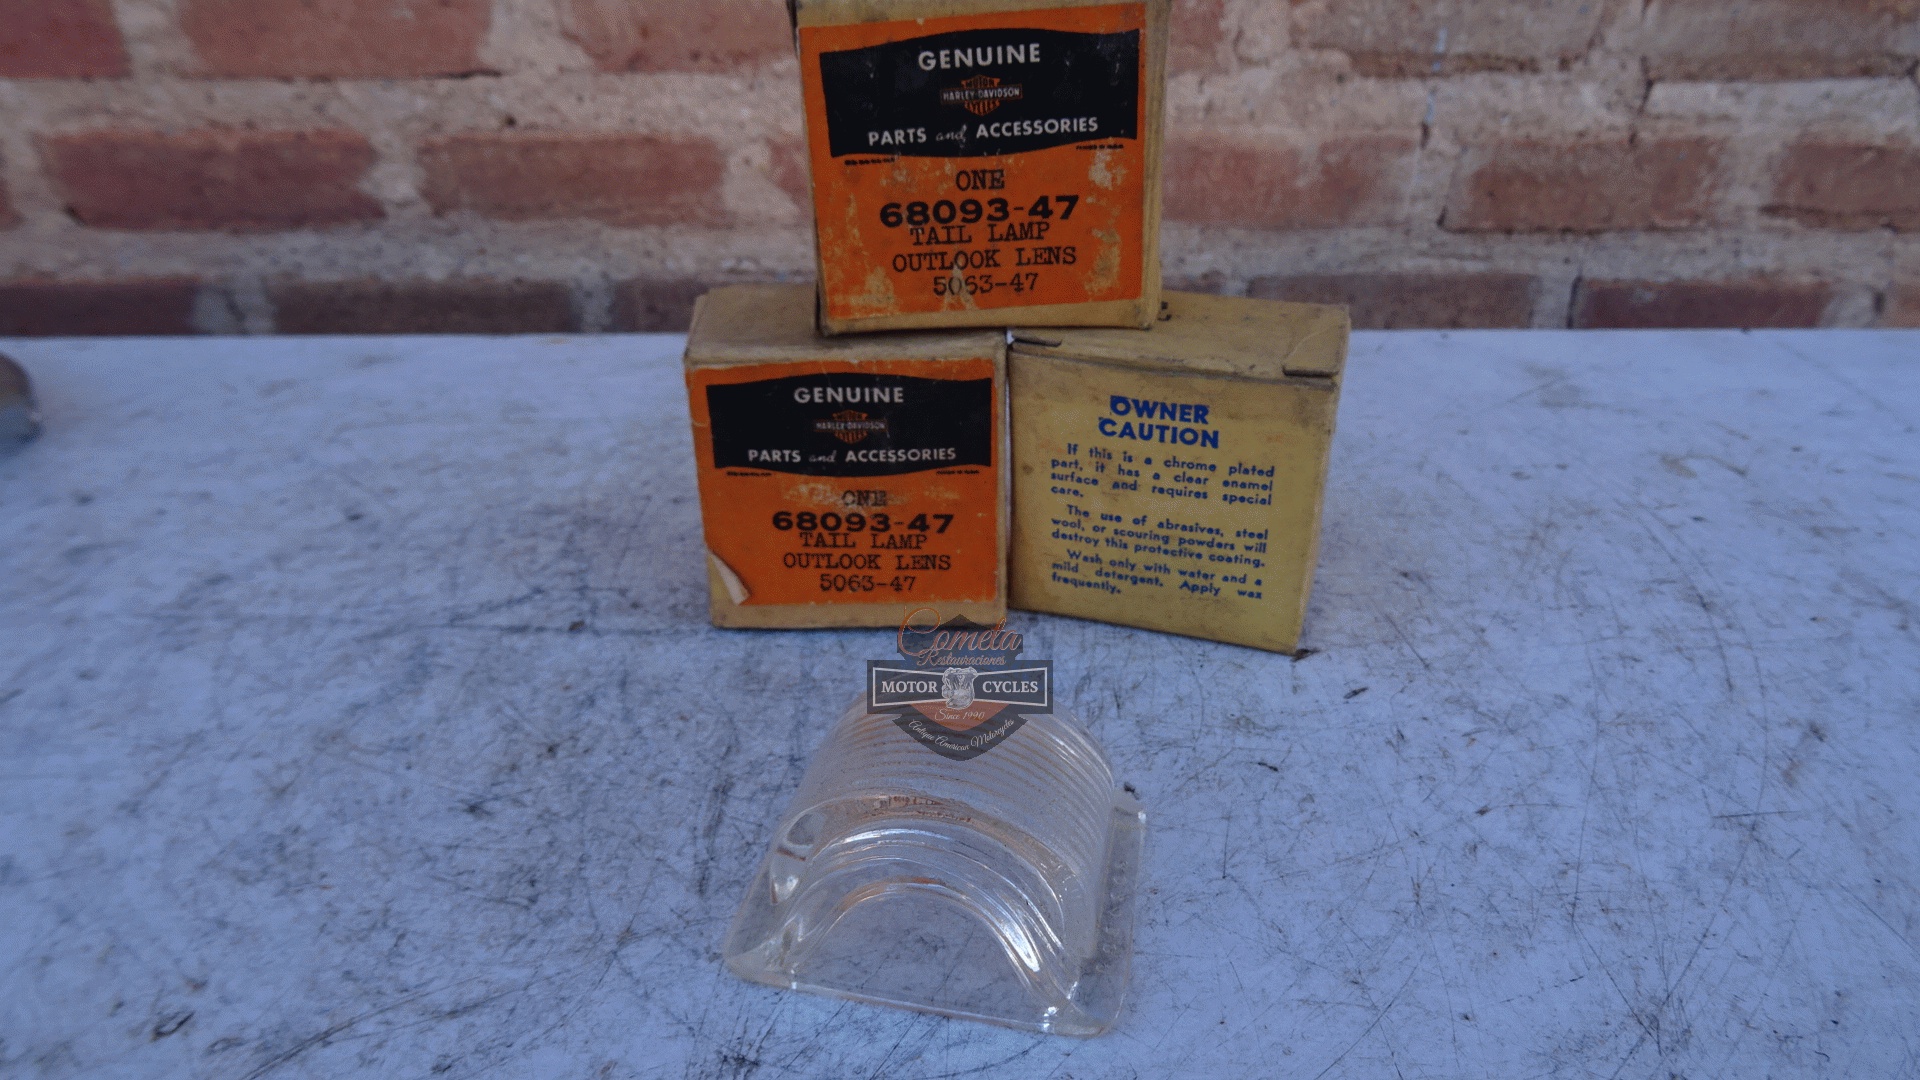 GENUINE
MOTOR
HARLEY-DAVIDSON
CYCLES
PARTS and ACCESSORIES
ONE
68093-47
TAIL LAMP
OUTLOOK LENS
5063-47
GENUINE
MOTOR
HARLEY-DAVIDSON
CYCLES
PARTS and ACCESSORIES
ONE
68093-47
TAIL LAMP
OUTLOOK LENS
5063-47
OWNER
CAUTION
If this is a chrome plated
part, it has a clear enamel
surface and requires special
care.
The use of abrasives, steel
wool, or scouring powders will
destroy this protective coating.
Wash only with water and a
mild detergent. Apply wax
frequently.
Cometa
Restauraciones
MOTOR CYCLES
Since 1990
Antique American Motorcycles